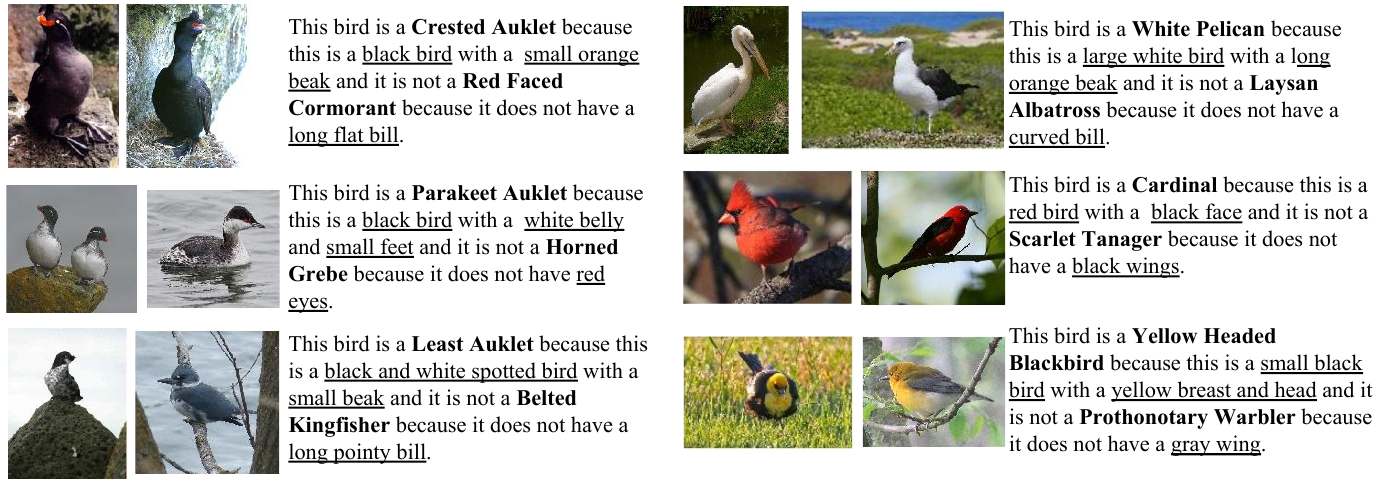 This bird is a Crested Auklet because
this is a black bird with a small orange
beak and it is not a Red Faced
Cormorant because it does not have a
long flat bill.
This bird is a Parakeet Auklet because
this is a black bird with a white belly
and small feet and it is not a Horned
Grebe because it does not have red
eyes.
This bird is a Least Auklet because this
is a black and white spotted bird with a
small beak and it is not a Belted
Kingfisher because it does not have a
long pointy bill.
This bird is a White Pelican because
this is a large white bird with a long
orange beak and it is not a Laysan
Albatross because it does not have a
curved bill.
This bird is a Cardinal because this is a
red bird with a black face and it is not a
Scarlet Tanager because it does not
have a black wings.
This bird is a Yellow Headed
Blackbird because this is a small black
bird with a yellow breast and head and it
is not a Prothonotary Warbler because
it does not have a gray wing.